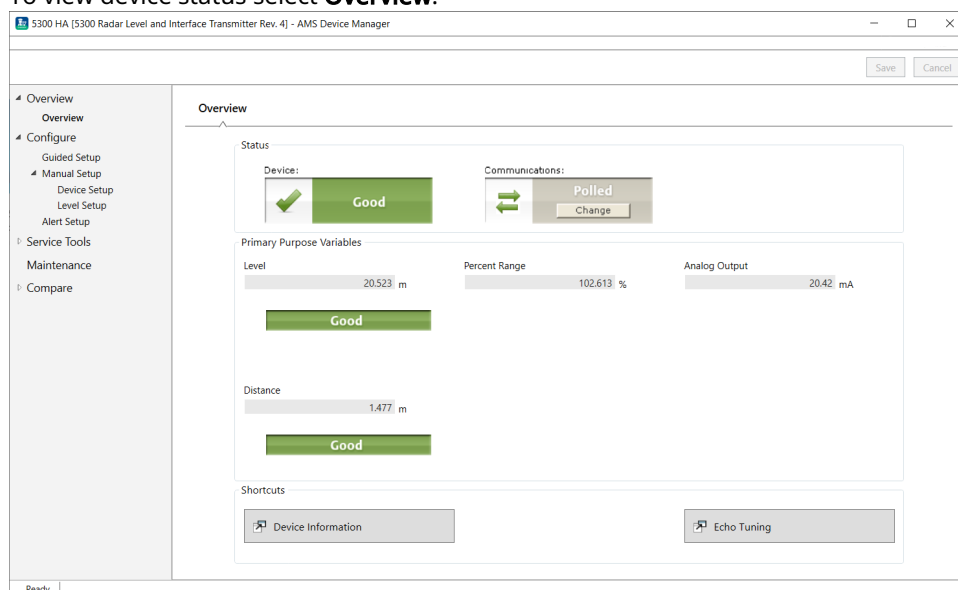 To view device status select Overview.
5300 HA [5300 Radar Level and Interface Transmitter Rev. 4] - AMS Device Manager
Save Cancel
Overview
Overview
Configure
Guided Setup
Manual Setup
Device Setup
Level Setup
Alert Setup
Service Tools
Maintenance
Compare
Overview
Status
Device: Communications:
Good Polled
Change
Primary Purpose Variables
Level Percent Range Analog Output
20.523 m 102.613 % 20.42 mA
Good
Distance
1.477 m
Good
Shortcuts
Device Information Echo Tuning
Ready